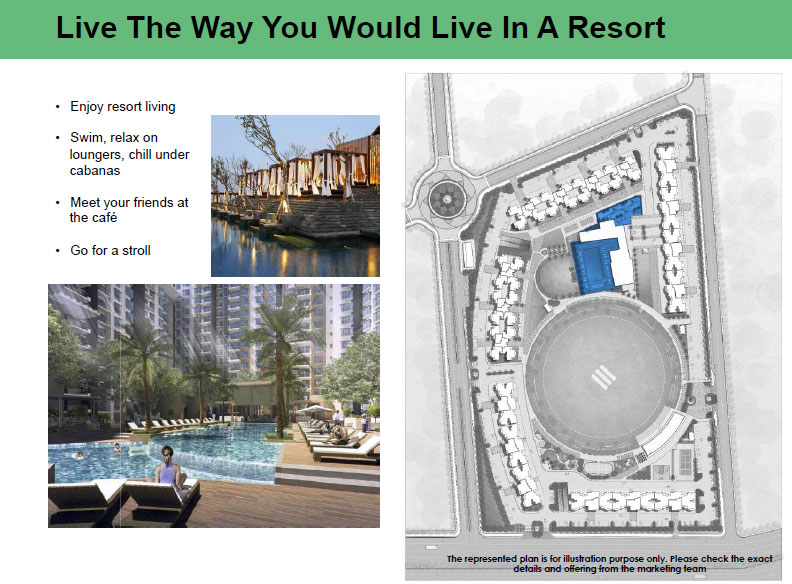 Live The Way You Would Live In A Resort
• Enjoy resort living
• Swim, relax on
loungers, chill under
cabanas
• Meet your friends at
the café
• Go for a stroll
The represented plan is for illustration purpose only. Please check the exact
details and offering from the marketing team